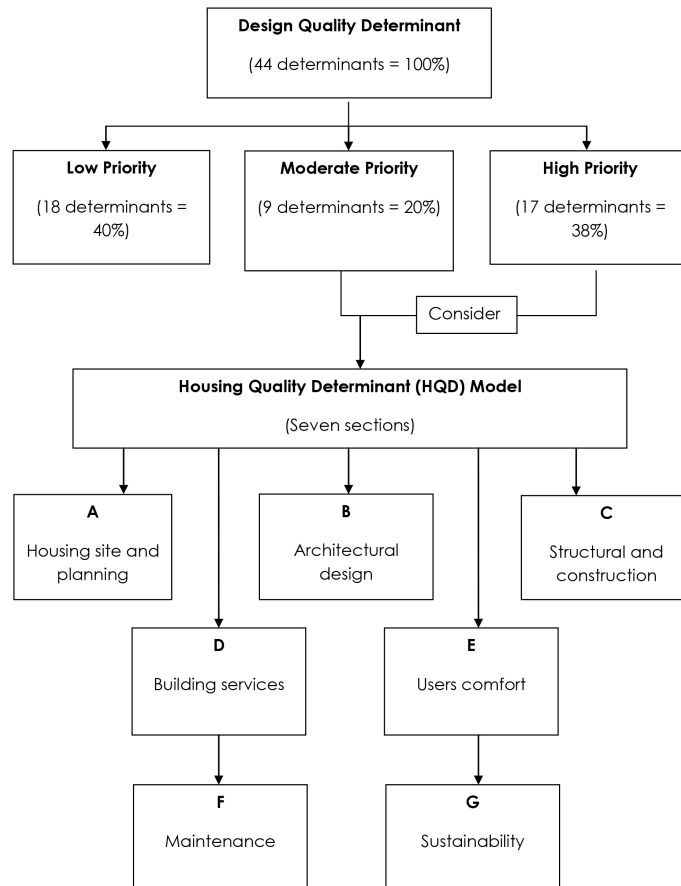 Design Quality Determinant
(44 determinants = 100%)
Low Priority
(18 determinants =
40%)
Moderate Priority
(9 determinants = 20%)
High Priority
(17 determinants =
38%)
Consider
Housing Quality Determinant (HQD) Model
(Seven sections)
A
Housing site and
planning
B
Architectural
design
C
Structural and
construction
D
Building services
E
Users comfort
F
Maintenance
G
Sustainability